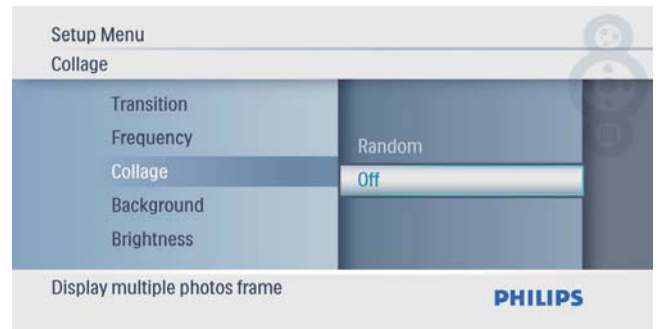 Setup Menu
Collage
Transition
Frequency
Collage
Background
Brightness
Random
Off
Display multiple photos frame
PHILIPS